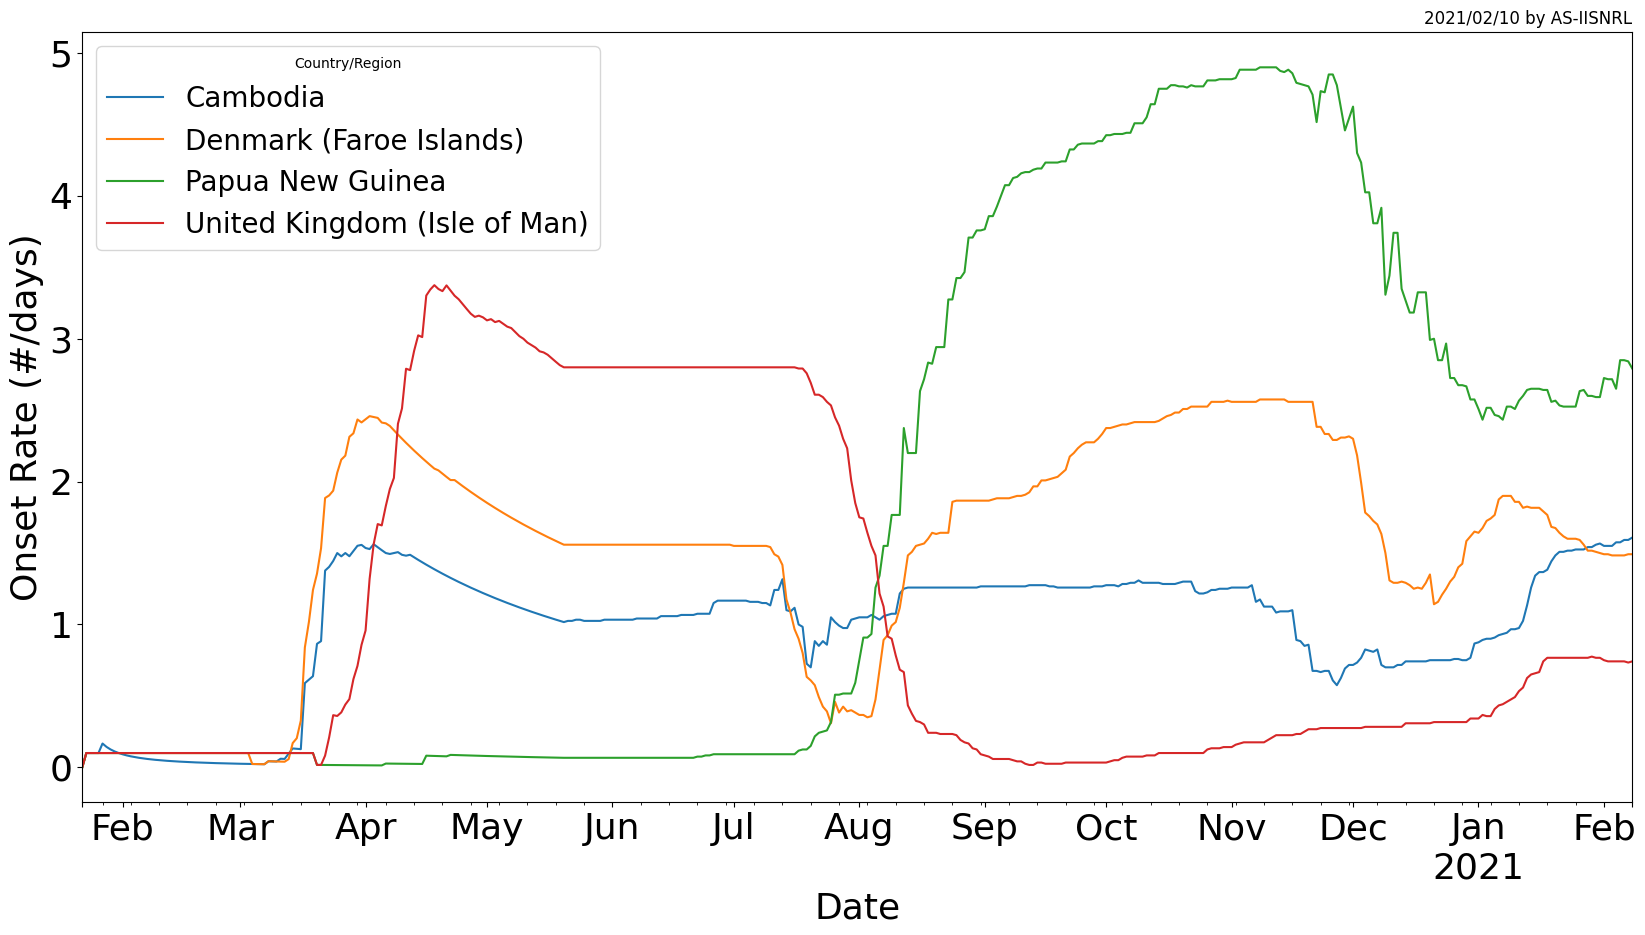 2021/02/10 by AS-IISNRL
Country/Region
Cambodia
Denmark (Faroe Islands)
Papua New Guinea
United Kingdom (Isle of Man)
Onset Rate (#/days)
5
4
3
2
1
0
Feb Mar Apr May Jun Jul Aug Sep Oct Nov Dec Jan Feb
2021
Date